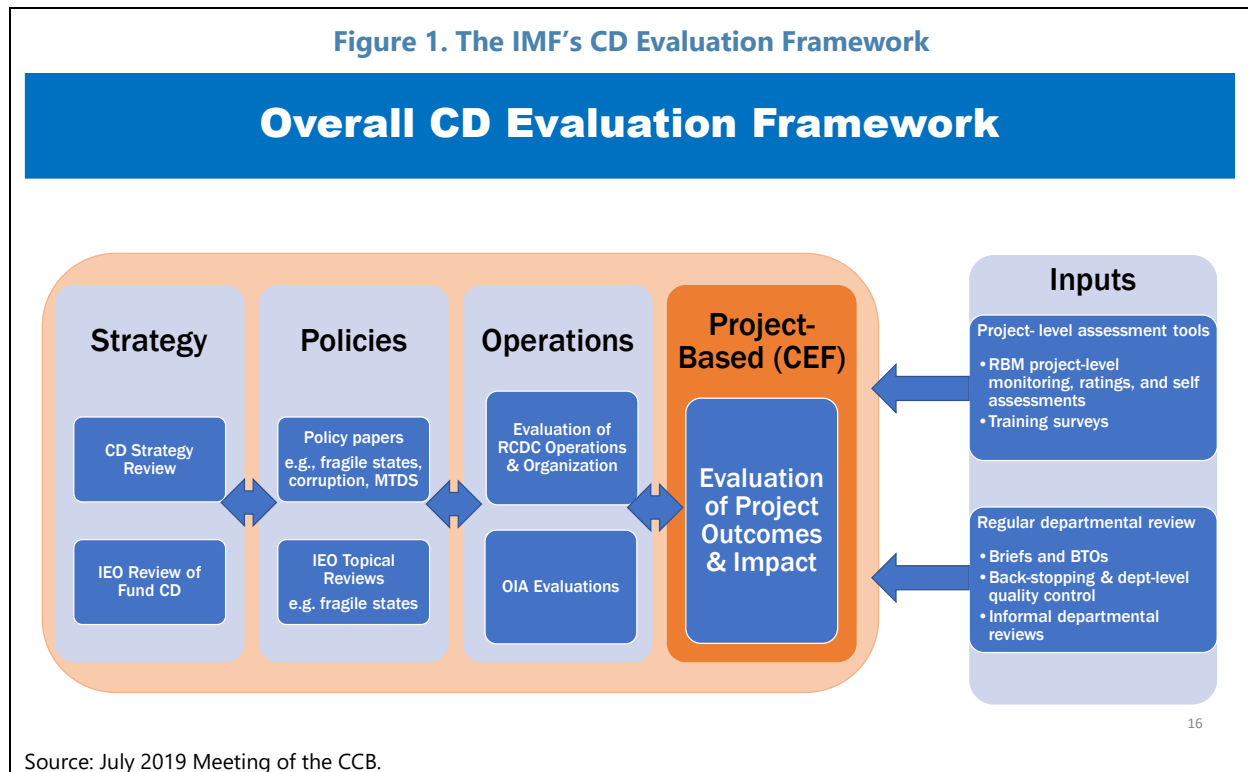 Figure 1. The IMF's CD Evaluation Framework
Overall CD Evaluation Framework
Strategy
CD Strategy
Review
IEO Review of
Fund CD
Policies
Policy papers
e.g., fragile states,
corruption, MTDS
IEO Topical
Reviews
e.g. fragile states
Operations
Evaluation of
RCDC Operations
& Organization
OIA Evaluations
Project-
Based (CEF)
Evaluation
of Project
Outcomes
& Impact
Inputs
Project- level assessment tools
•RBM project-level
monitoring, ratings, and self
assessments
•Training surveys
Regular departmental review
•Briefs and BTOs
•Back-stopping & dept-level
quality control
•Informal departmental
reviews
16
Source: July 2019 Meeting of the CCB.